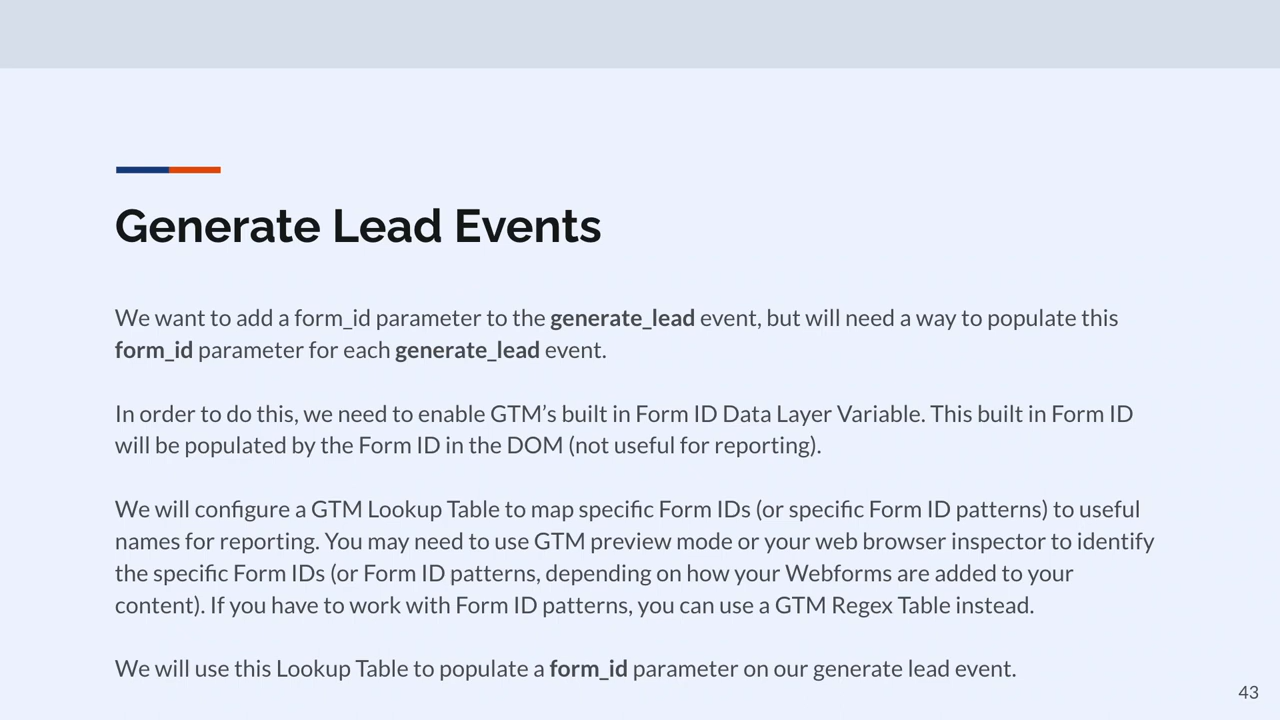 Generate Lead Events
We want to add a form_id parameter to the generate_lead event, but will need a way to populate this
form_id parameter for each generate_lead event.
In order to do this, we need to enable GTM’s built in Form ID Data Layer Variable. This built in Form ID
will be populated by the Form ID in the DOM (not useful for reporting).
We will configure a GTM Lookup Table to map specific Form IDs (or specific Form ID patterns) to useful
names for reporting. You may need to use GTM preview mode or your web browser inspector to identify
the specific Form IDs (or Form ID patterns, depending on how your Webforms are added to your
content). If you have to work with Form ID patterns, you can use a GTM Regex Table instead.
We will use this Lookup Table to populate a form_id parameter on our generate lead event.
43